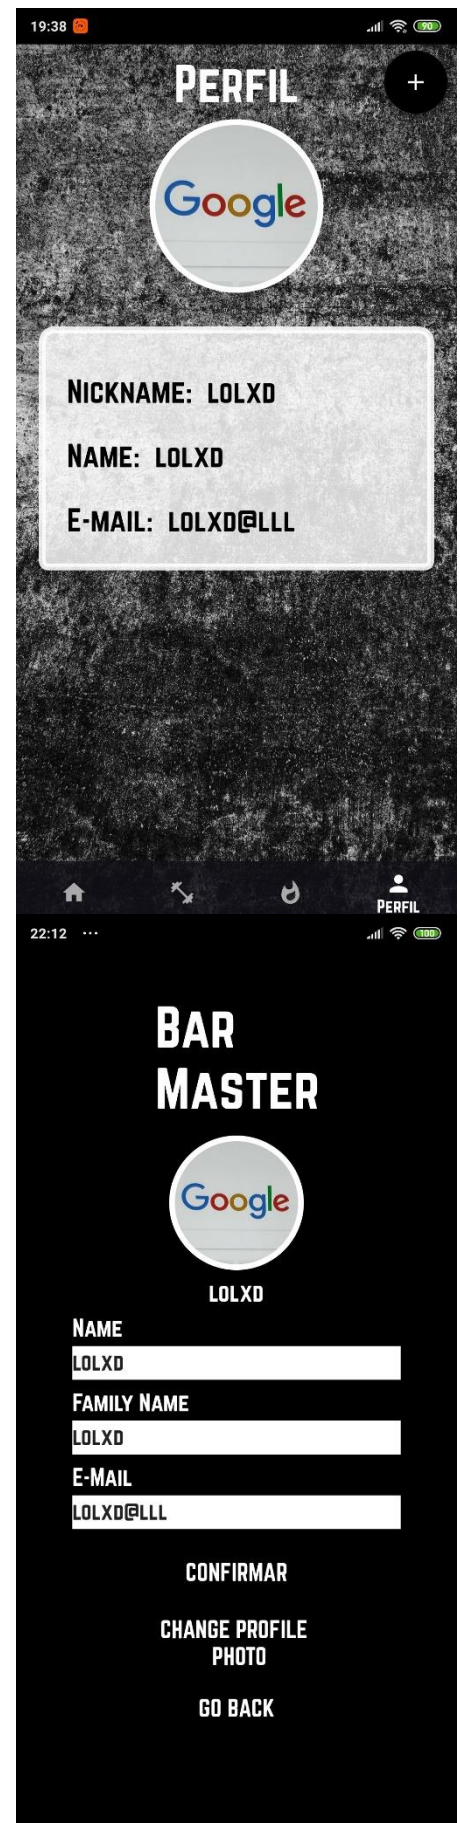 19:38
90
Perfil
+
Google
Nickname: lolxd
Name: lolxd
E-mail: lolxd@lll
Perfil
22:12 ...
100
Bar
Master
Google
lolxd
Name
lolxd
Family Name
lolxd
E-Mail
lolxd@lll
CONFIRMAR
CHANGE PROFILE
PHOTO
GO BACK